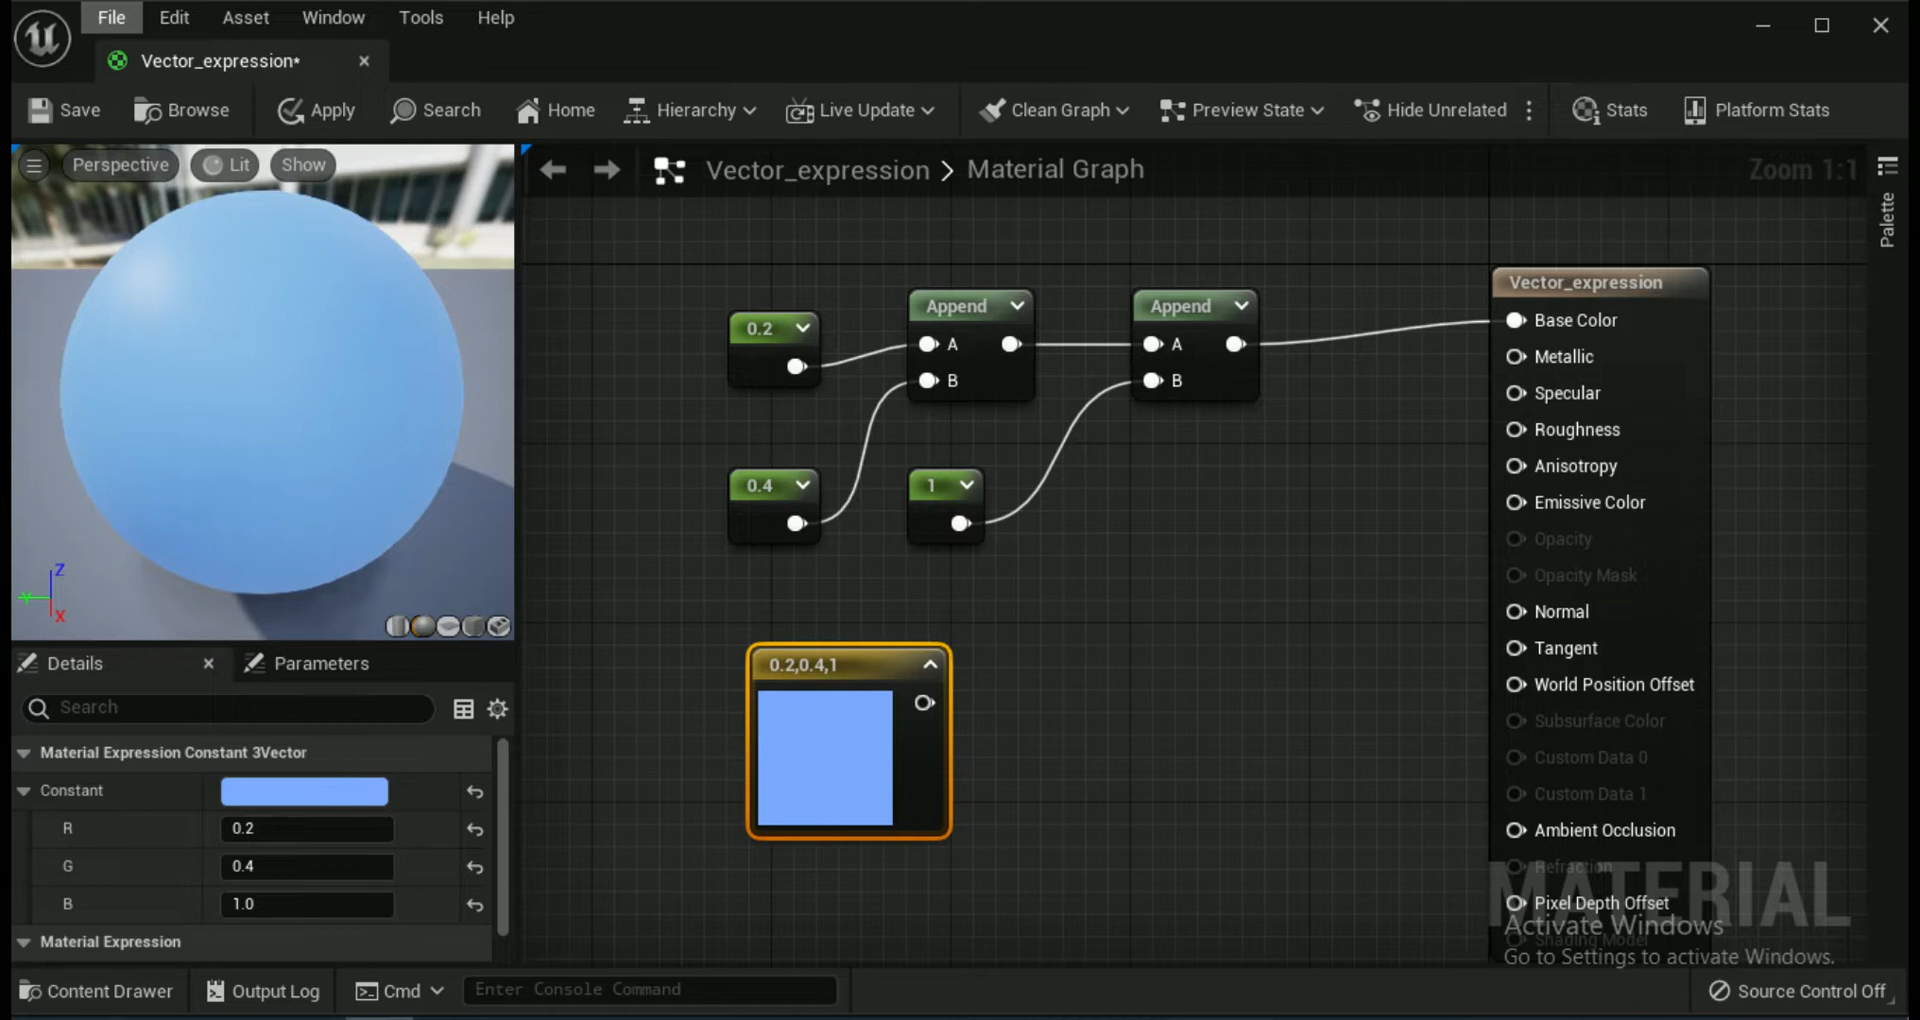 File Edit Asset Window Tools Help
Vector_expression*
Save Browse Apply Search Home Hierarchy Live Update Clean Graph Preview State Hide Unrelated Stats Platform Stats
Perspective Lit Show
Vector_expression > Material Graph
Zoom 1:1
Palette
0.2
Append
A
B
Append
A
B
0.4
1
0.2,0.4,1
Vector_expression
Base Color
Metallic
Specular
Roughness
Anisotropy
Emissive Color
Opacity
Opacity Mask
Normal
Tangent
World Position Offset
Subsurface Color
Custom Data 0
Custom Data 1
Ambient Occlusion
Refraction
Pixel Depth Offset
Shading Model
MATERIAL
Activate Windows
Go to Settings to activate Windows.
Z
Y
X
Details Parameters
Search
Material Expression Constant 3Vector
Constant
R 0.2
G 0.4
B 1.0
Material Expression
Content Drawer Output Log Cmd Enter Console Command Source Control Off